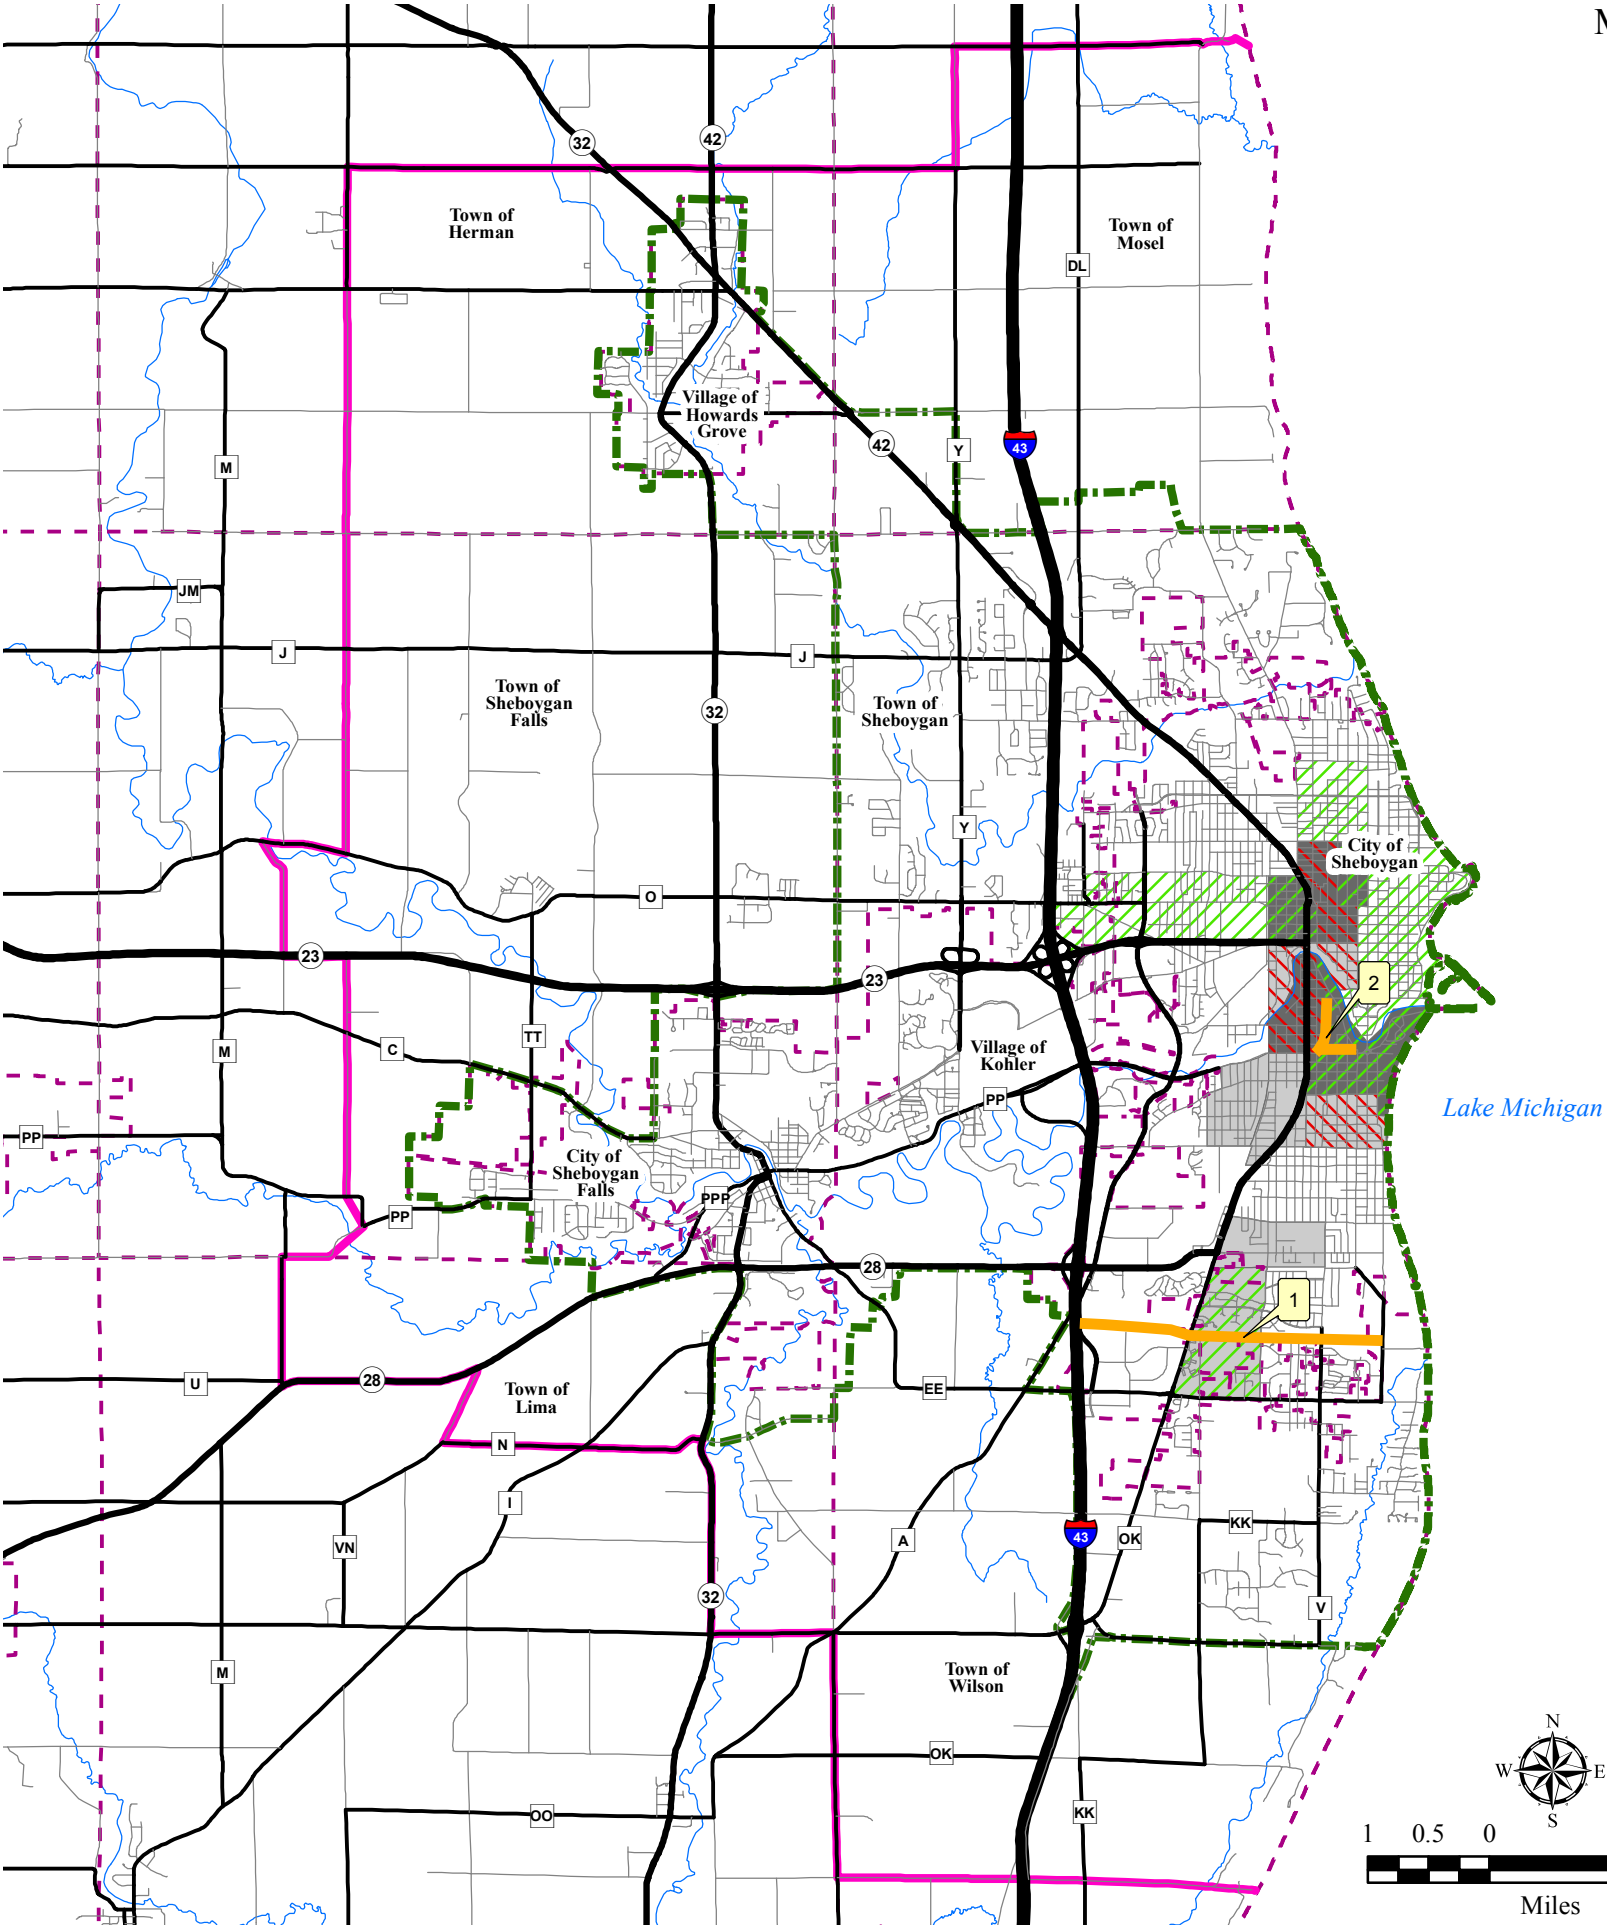 M
32
42
Town of
Herman
Town of
Mosel
DL
Village of
Howards
Grove
42
Y
43
M
JM
J
J
Town of
Sheboygan
Falls
32
Town of
Sheboygan
Y
City of
Sheboygan
O
23
23
2
M
C
TT
Village of
Kohler
PP
Lake Michigan
PP
City of
Sheboygan
Falls
PPP
PP
28
1
U
28
Town of
Lima
EE
N
I
VN
A
43
OK
KK
32
V
M
Town of
Wilson
OK
N
W
E
S
OO
KK
1 0.5 0
Miles